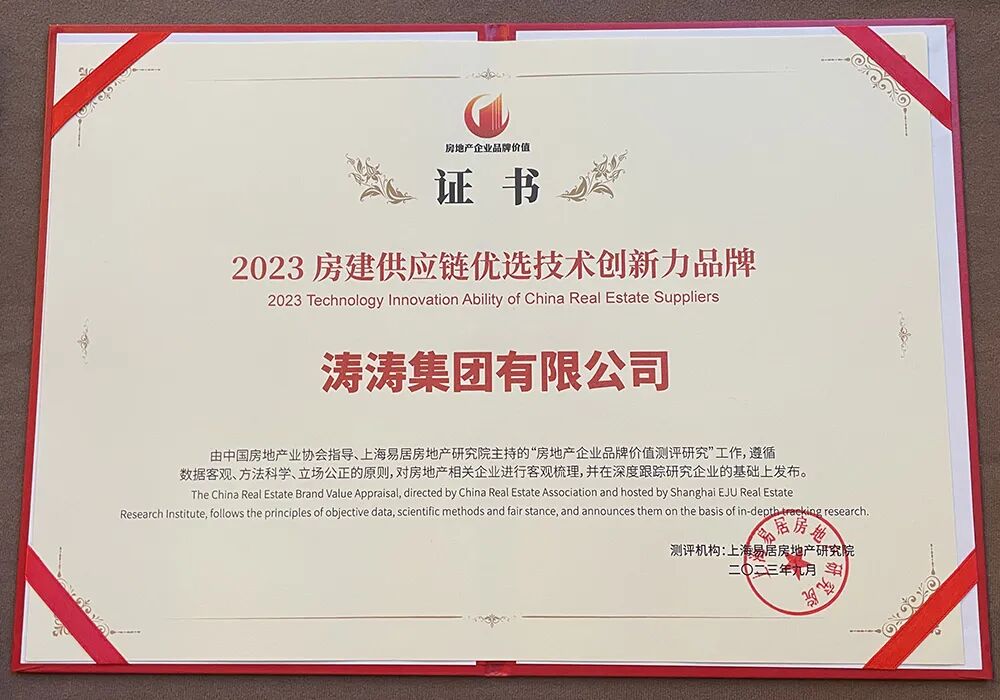 房地产企业品牌价值
证书
2023 房建供应链优选技术创新力品牌
2023 Technology Innovation Ability of China Real Estate Suppliers
涛涛集团有限公司
由中国房地产业协会指导、上海易居房地产研究院主持的“房地产企业品牌价值测评研究”工作，遵循
数据客观、方法科学、立场公正的原则，对房地产相关企业进行客观梳理，并在深度跟踪研究企业的基础上发布。
The China Real Estate Brand Value Appraisal, directed by China Real Estate Association and hosted by Shanghai EJU Real Estate
Research Institute, follows the principles of objective data, scientific methods and fair stance, and announces them on the basis of in-depth tracking research.
测评机构：上海易居房地产研究院
二〇二三年九月
上海易居房地产研究院